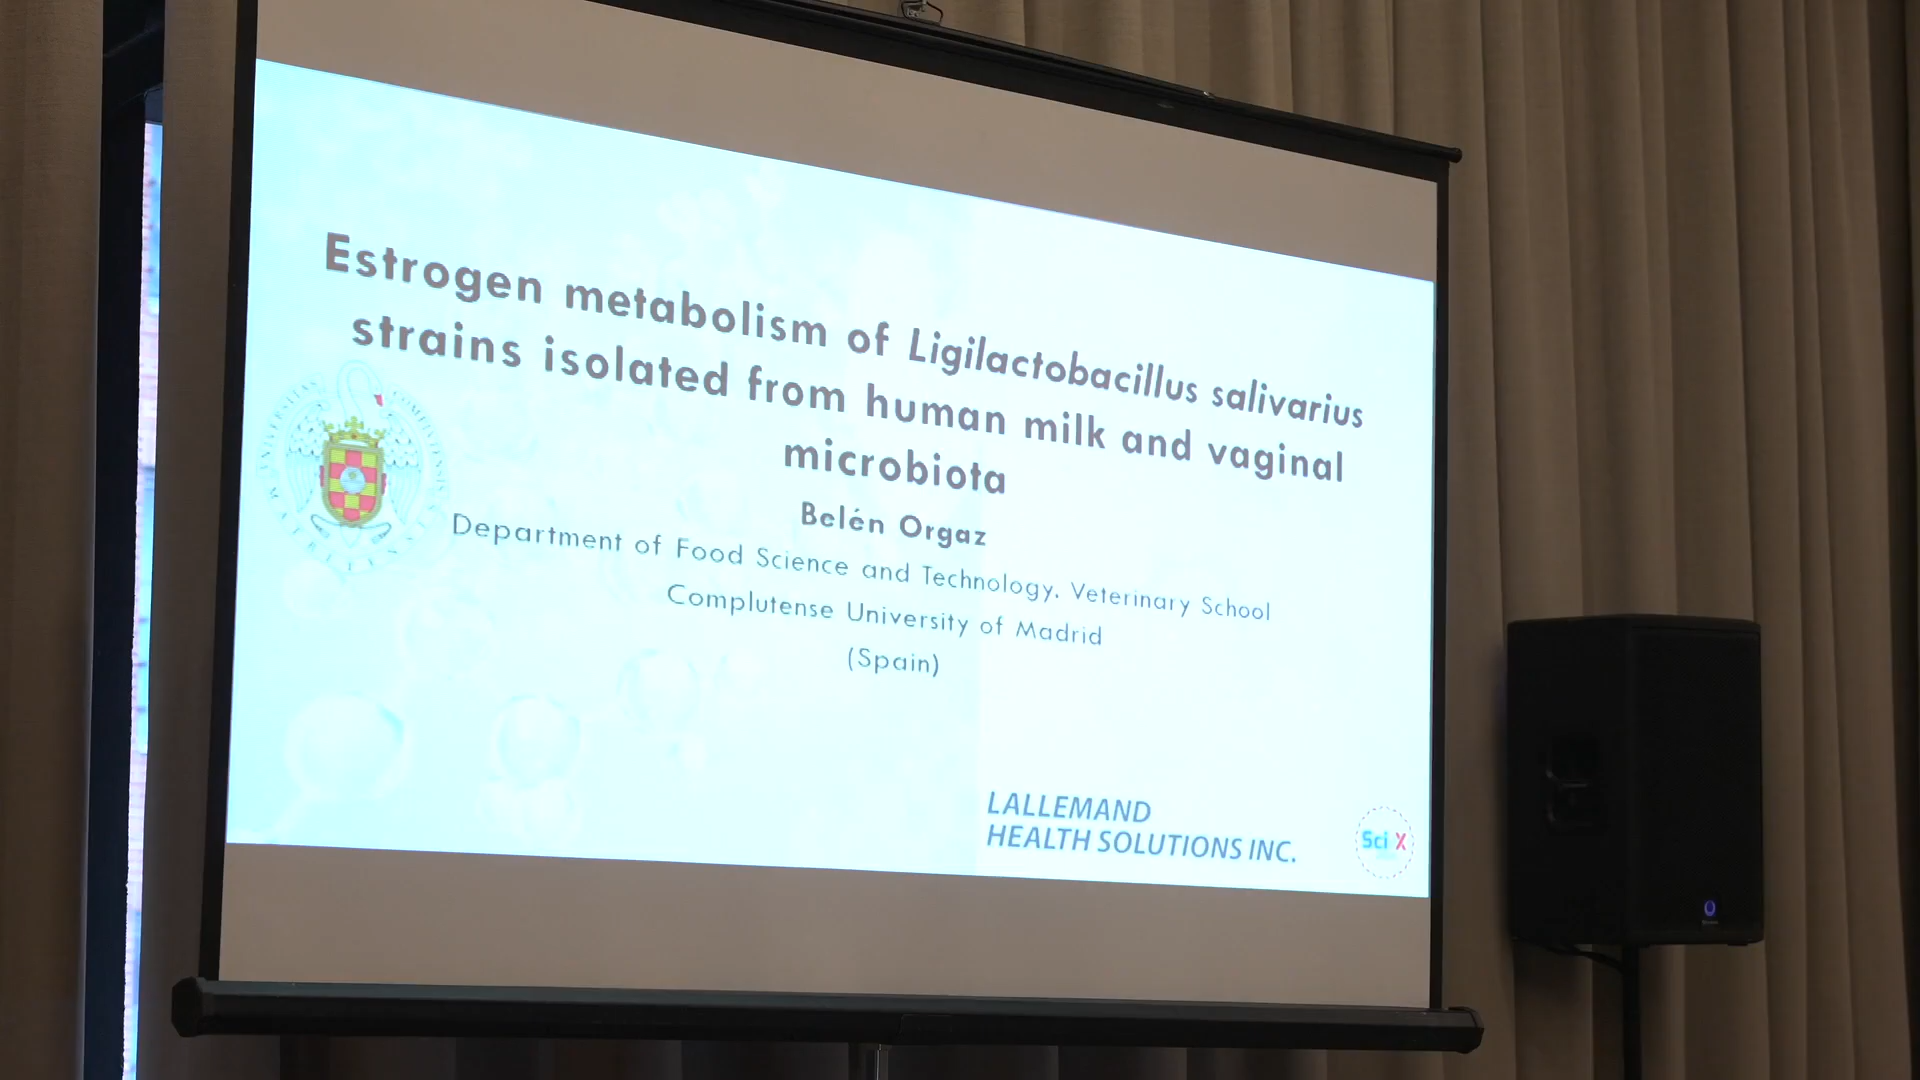 Estrogen metabolism of Ligilactobacillus salivarius
strains isolated from human milk and vaginal
microbiota
Belén Orgaz
Department of Food Science and Technology. Veterinary School
Complutense University of Madrid
(Spain)
LALLEMAND
HEALTH SOLUTIONS INC.
Sci X